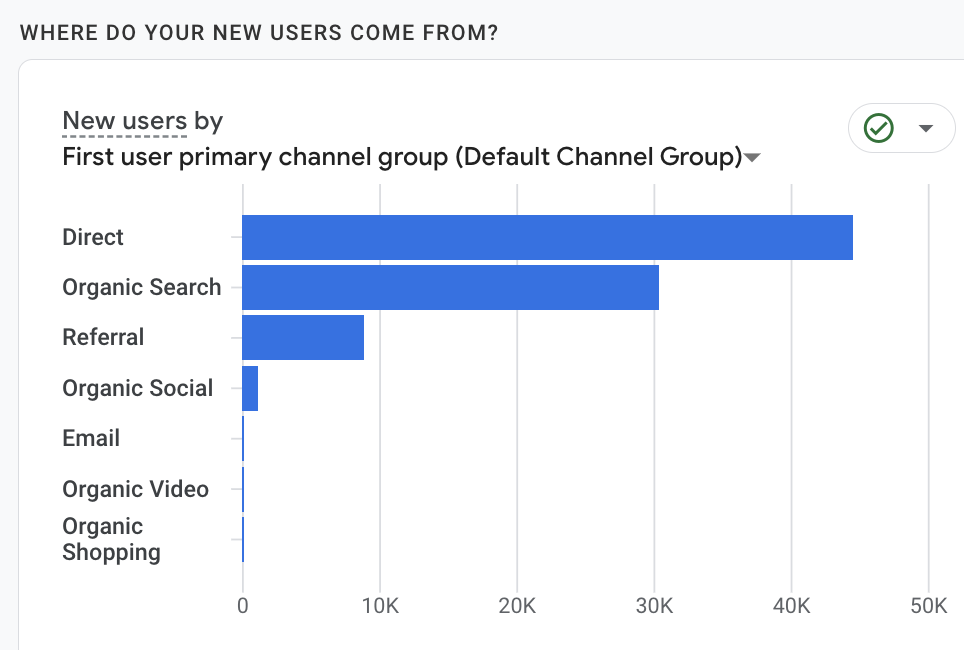 WHERE DO YOUR NEW USERS COME FROM?
New users by
First user primary channel group (Default Channel Group)
Direct
Organic Search
Referral
Organic Social
Email
Organic Video
Organic
Shopping
0 10K 20K 30K 40K 50K